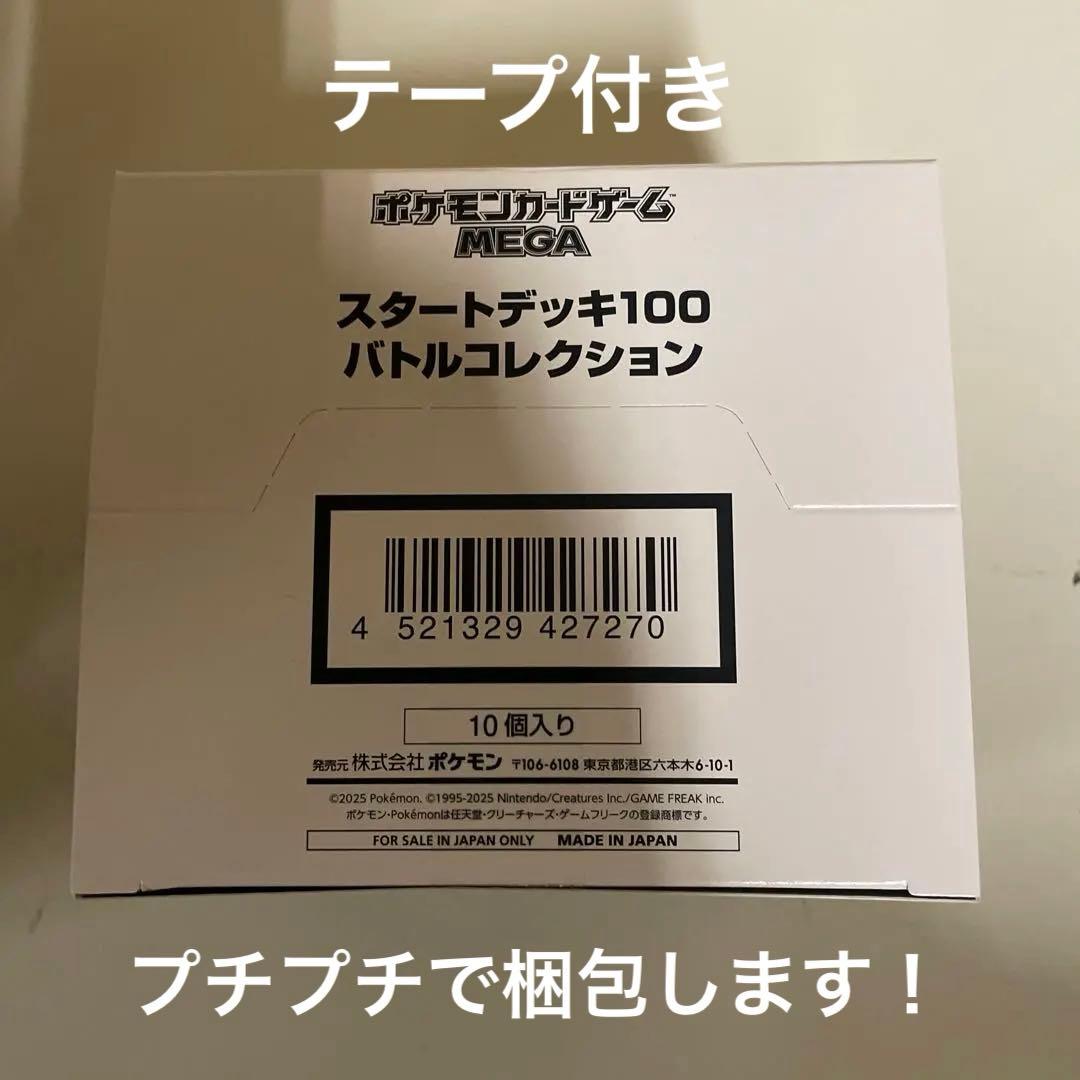 テープ付き
ポケモンカードゲーム™
MEGA
スタートデッキ100
バトルコレクション
4 521329 427270
10個入り
発売元 株式会社ポケモン 〒106-6108 東京都港区六本木6-10-1
©2025 Pokémon. ©1995-2025 Nintendo/Creatures Inc./GAME FREAK inc.
ポケモン・Pokémonは任天堂・クリーチャーズ・ゲームフリークの登録商標です。
FOR SALE IN JAPAN ONLY MADE IN JAPAN
プチプチで梱包します！